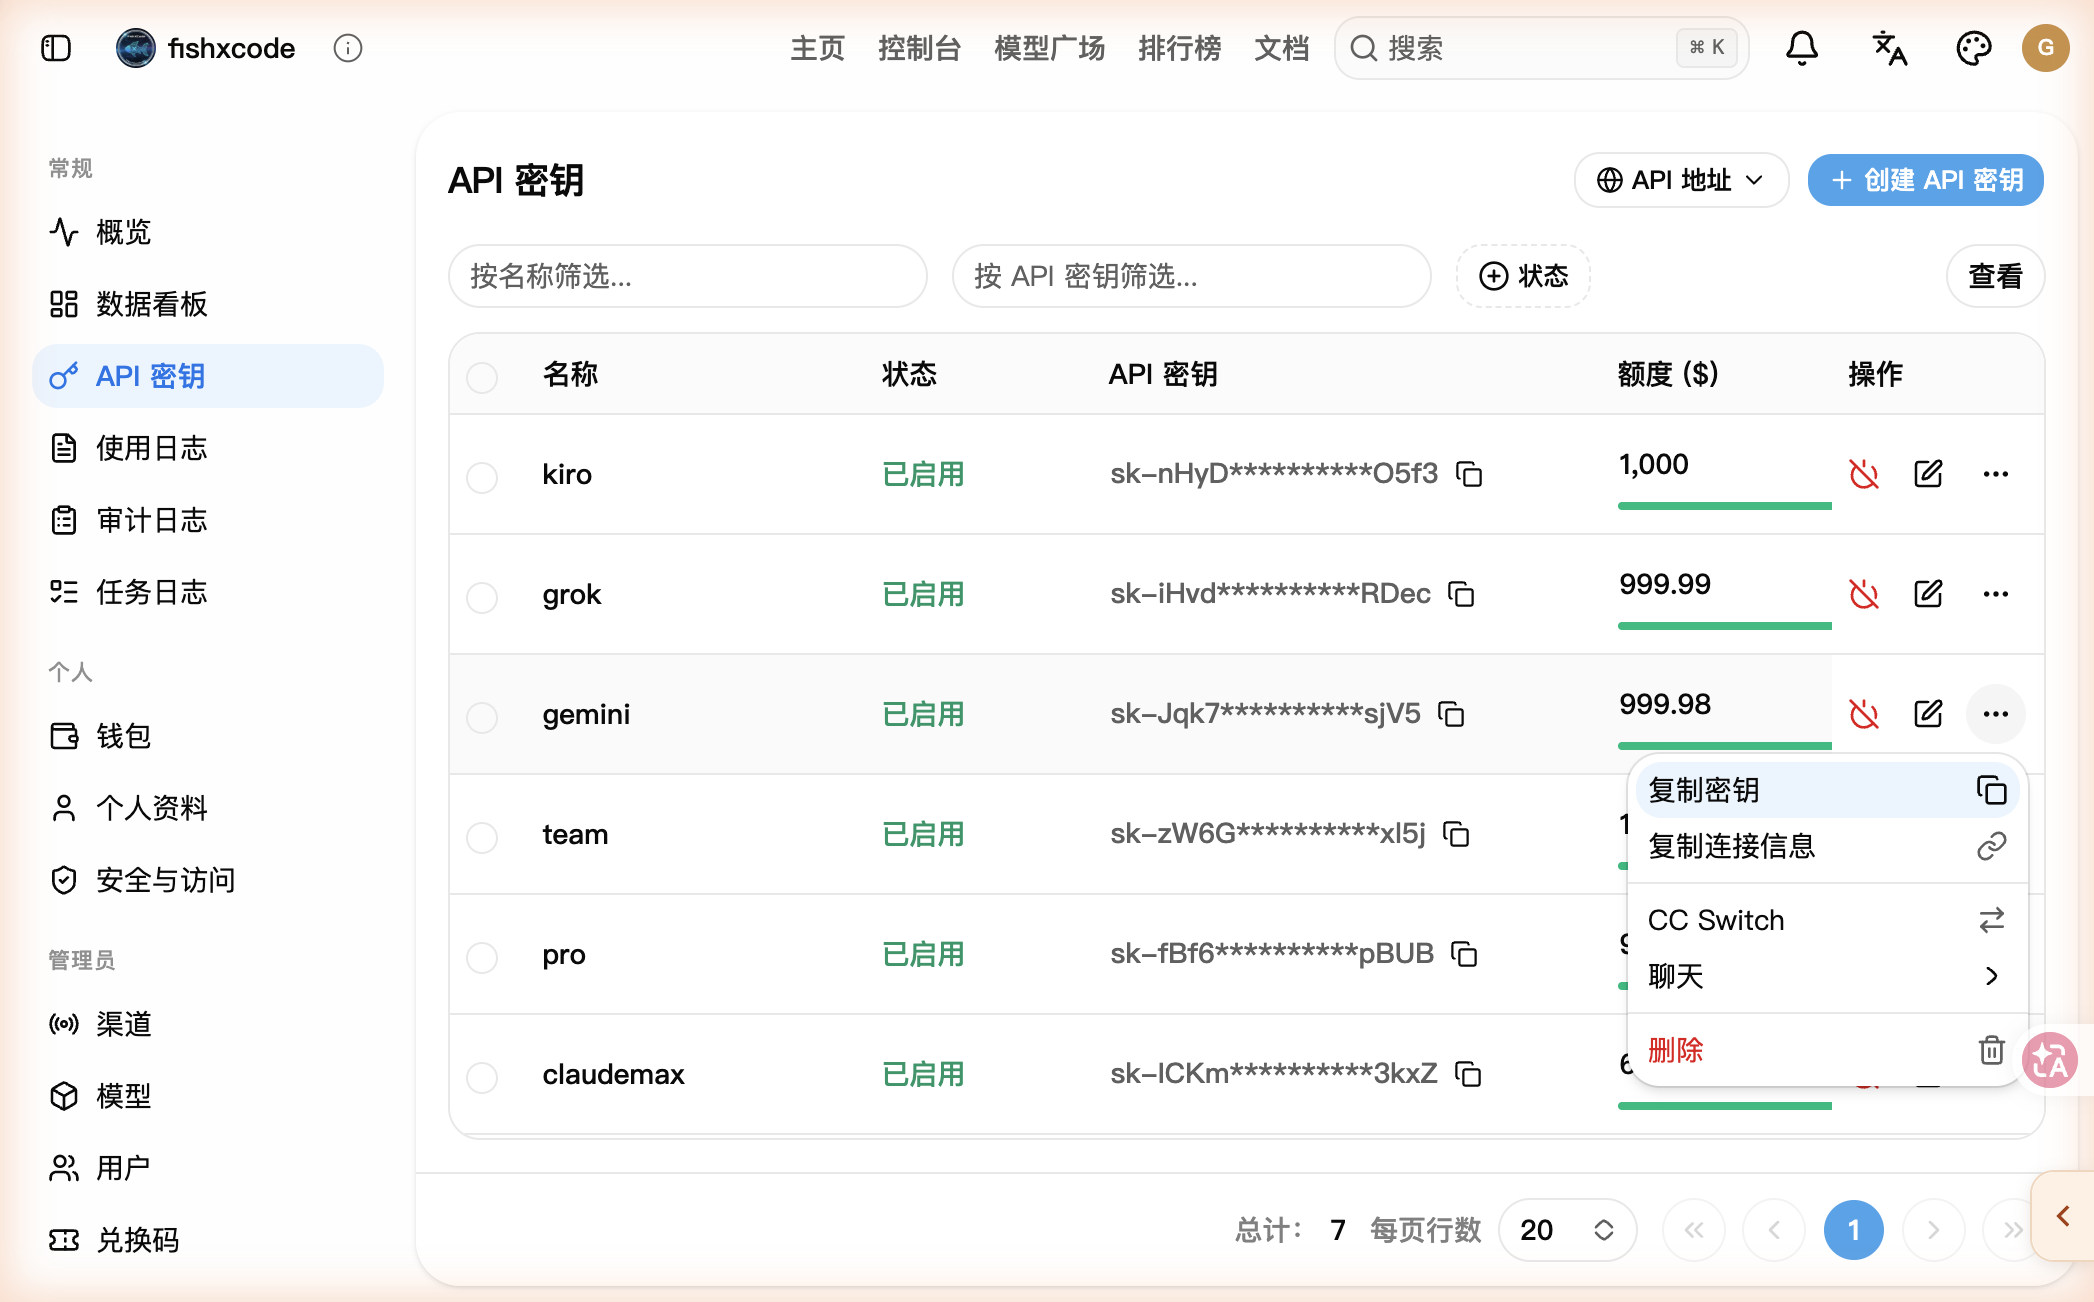 fishxcode
主页 控制台 模型广场 排行榜 文档 搜索 ⌘ K G
常规
概览
数据看板
API 密钥
使用日志
审计日志
任务日志
个人
钱包
个人资料
安全与访问
管理员
渠道
模型
用户
兑换码
API 密钥
API 地址
+ 创建 API 密钥
按名称筛选...
按 API 密钥筛选...
状态
查看
名称 状态 API 密钥 额度 ($) 操作
kiro 已启用 sk-nHyD**********O5f3 1,000
grok 已启用 sk-iHvd**********RDec 999.99
gemini 已启用 sk-Jqk7**********sjV5 999.98
team 已启用 sk-zW6G**********xl5j 1
pro 已启用 sk-fBf6**********pBUB 9
claudemax 已启用 sk-lCKm**********3kxZ 6
复制密钥
复制连接信息
CC Switch
聊天
删除
总计： 7 每页行数 20 1